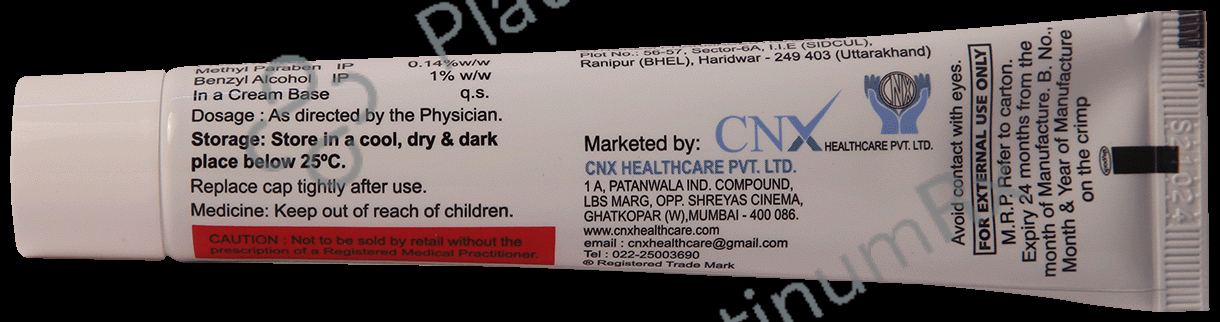 Methyl Paraben IP 0.14%w/w
Benzyl Alcohol IP 1% w/w
In a Cream Base q.s.
Dosage : As directed by the Physician.
Storage: Store in a cool, dry & dark
place below 25ºC.
Replace cap tightly after use.
Medicine: Keep out of reach of children.
CAUTION : Not to be sold by retail without the
prescription of a Registered Medical Practitioner.
Plot No.: 56-57, Sector-6A, I.I.E (SIDCUL),
Ranipur (BHEL), Haridwar - 249 403 (Uttarakhand)
Marketed by:
CNX
HEALTHCARE PVT. LTD.
CNX
CNX HEALTHCARE PVT. LTD.
1 A, PATANWALA IND. COMPOUND,
LBS MARG, OPP. SHREYAS CINEMA,
GHATKOPAR (W),MUMBAI - 400 086.
www.cnxhealthcare.com
email : cnxhealthcare@gmail.com
Tel : 022-25003690
® Registered Trade Mark
Avoid contact with eyes.
FOR EXTERNAL USE ONLY
M.R.P. Refer to carton.
Expiry 24 months from the
month of Manufacture. B. No.,
Month & Year of Manufacture
on the crimp